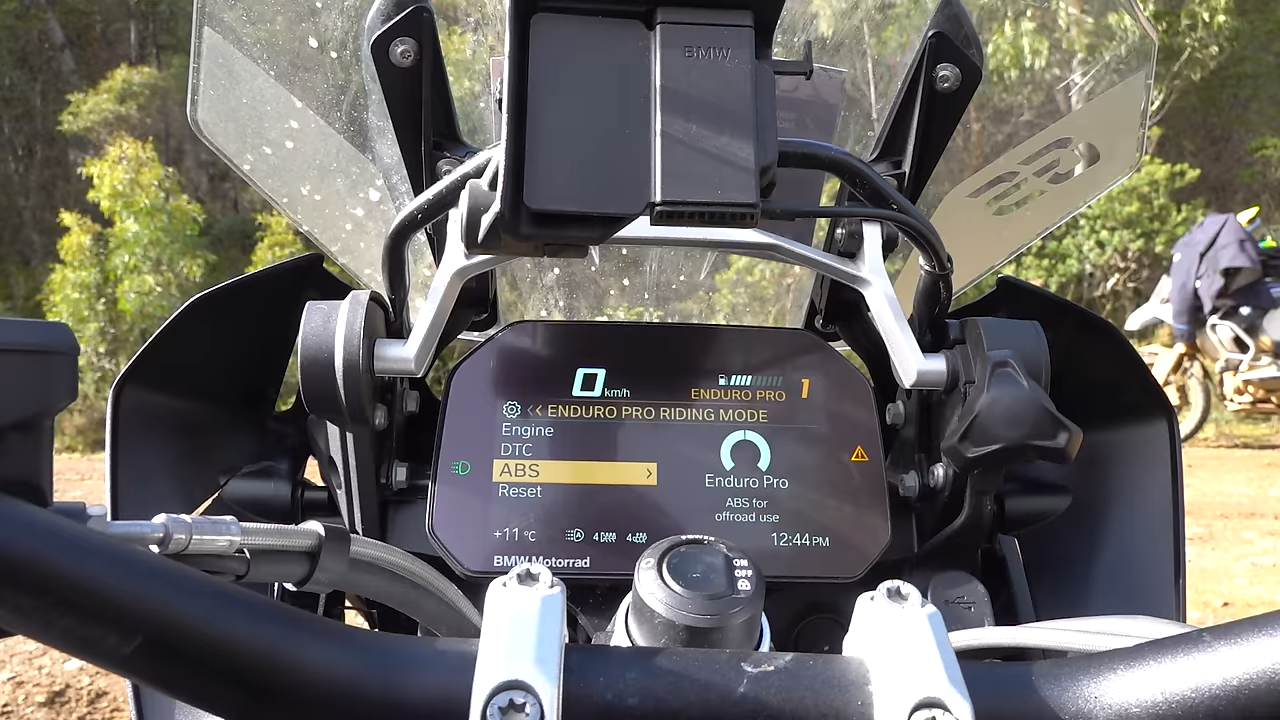 BMW
0 km/h
ENDURO PRO 1
<< ENDURO PRO RIDING MODE
Engine
DTC
ABS >
Reset
Enduro Pro
ABS for
offroad use
+11 °C
12:44 PM
BMW Motorrad
ON
OFF